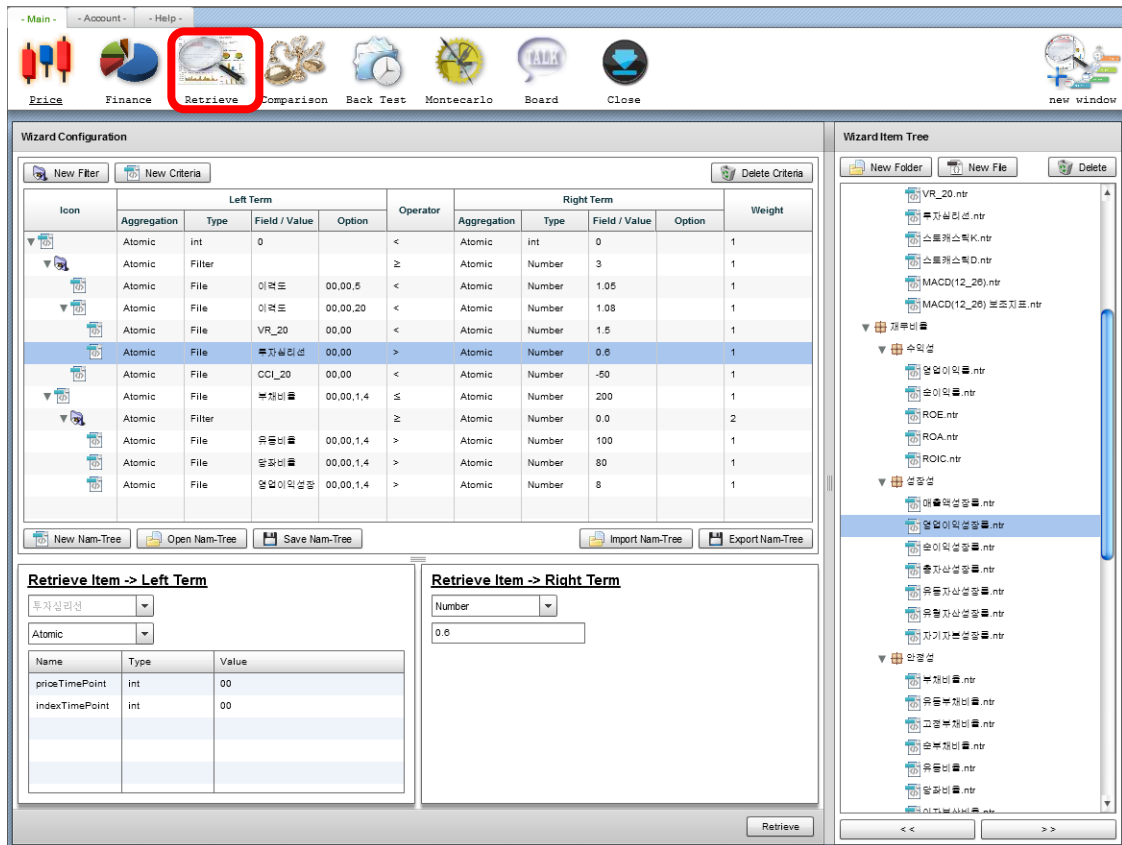 - Main -
- Account -
- Help -
TALK
Price
Finance
Retrieve
Comparison
Back Test
Montecarlo
Board
Close
new window
Wizard Configuration
New Filter
New Criteria
Delete Criteria
Icon
Left Term
Operator
Right Term
Weight
Aggregation Type Field / Value Option
Aggregation Type Field / Value Option
Atomic int 0 < Atomic int 0 1
Atomic Filter ≥ Atomic Number 3 1
Atomic File 이격도 00,00,5 < Atomic Number 1.05 1
Atomic File 이격도 00,00,20 < Atomic Number 1.08 1
Atomic File VR_20 00,00 < Atomic Number 1.5 1
Atomic File 투자심리선 00,00 > Atomic Number 0.6 1
Atomic File CCI_20 00,00 < Atomic Number -50 1
Atomic File 부채비율 00,00,1,4 ≤ Atomic Number 200 1
Atomic Filter ≥ Atomic Number 0.0 2
Atomic File 유동비율 00,00,1,4 > Atomic Number 100 1
Atomic File 당좌비율 00,00,1,4 > Atomic Number 80 1
Atomic File 영업이익성장 00,00,1,4 > Atomic Number 8 1
New Nam-Tree
Open Nam-Tree
Save Nam-Tree
Import Nam-Tree
Export Nam-Tree
Retrieve Item -> Left Term
투자심리선
Atomic
Name Type Value
priceTimePoint int 00
indexTimePoint int 00
Retrieve Item -> Right Term
Number
0.6
Retrieve
Wizard Item Tree
New Folder
New File
Delete
VR_20.ntr
투자심리선.ntr
스토캐스틱K.ntr
스토캐스틱D.ntr
MACD(12_26).ntr
MACD(12_26) 보조지표.ntr
재무비율
수익성
영업이익률.ntr
순이익률.ntr
ROE.ntr
ROA.ntr
ROIC.ntr
성장성
매출액성장률.ntr
영업이익성장률.ntr
순이익성장률.ntr
총자산성장률.ntr
유동자산성장률.ntr
유형자산성장률.ntr
자기자본성장률.ntr
안정성
부채비율.ntr
유동부채비율.ntr
고정부채비율.ntr
순부채비율.ntr
유동비율.ntr
당좌비율.ntr
<<
>>